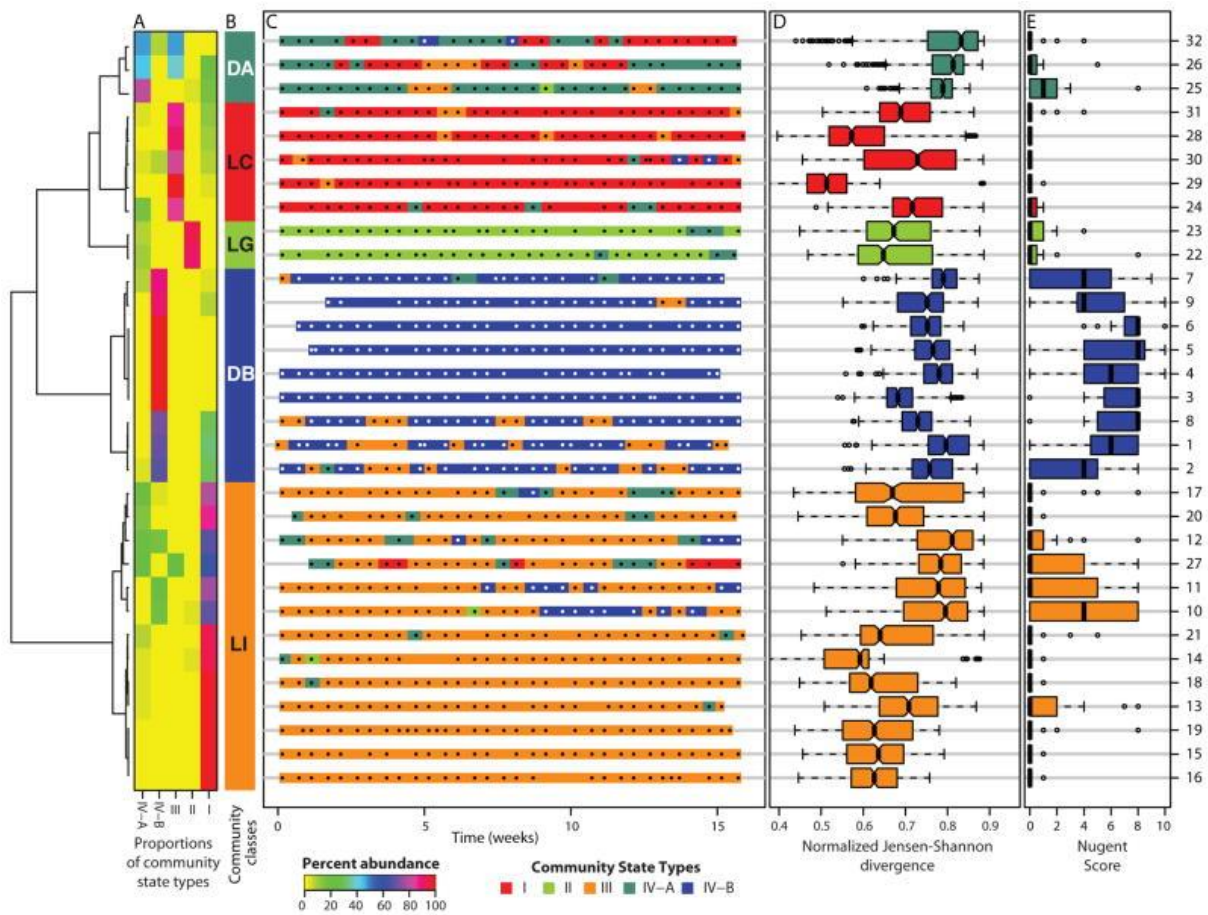 A B C D E
DA
LC
LG
DB
LI
32
26
25
31
28
30
29
24
23
22
7
9
6
5
4
3
8
1
2
17
20
12
27
11
10
21
14
18
13
19
15
16
IV-A IV-B III II I
Proportions
of community
state types
Community
classes
0 5 10 15
Time (weeks)
0.4 0.5 0.6 0.7 0.8 0.9
Normalized Jensen-Shannon
divergence
0 2 4 6 8 10
Nugent
Score
Percent abundance
0 20 40 60 80 100
Community State Types
I II III IV−A IV−B